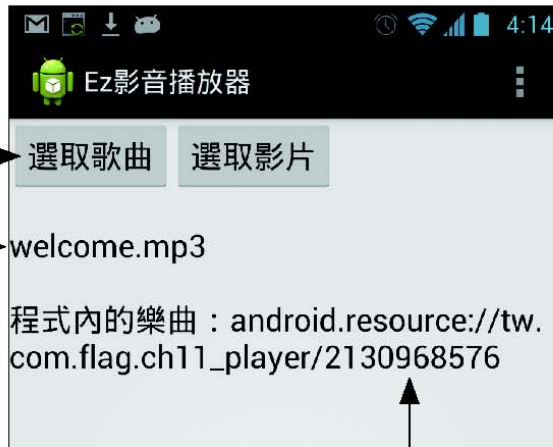 4:14
Ez影音播放器
選取歌曲 選取影片
welcome.mp3
程式內的樂曲：android.resource://tw.
com.flag.ch11_player/2130968576